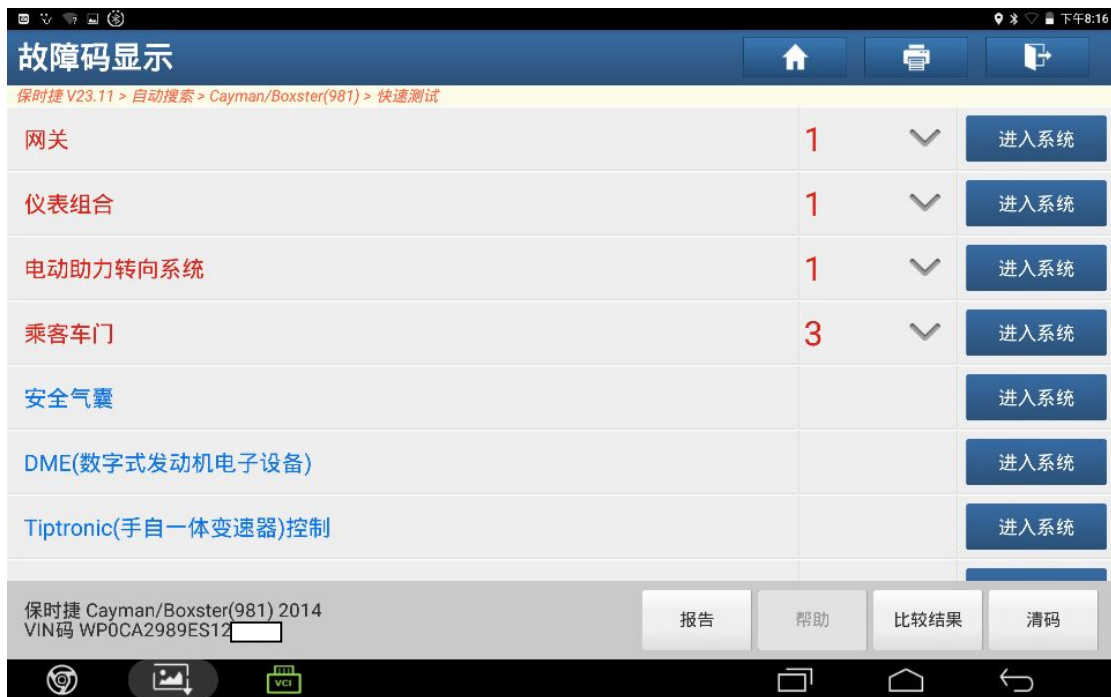 下午8:16
故障码显示
保时捷 V23.11 > 自动搜索 > Cayman/Boxster(981) > 快速测试
网关 1 进入系统
仪表组合 1 进入系统
电动助力转向系统 1 进入系统
乘客车门 3 进入系统
安全气囊 进入系统
DME(数字式发动机电子设备) 进入系统
Tiptronic(手自一体变速器)控制 进入系统
保时捷 Cayman/Boxster(981) 2014
VIN码 WP0CA2989ES12
报告 帮助 比较结果 清码
VCI